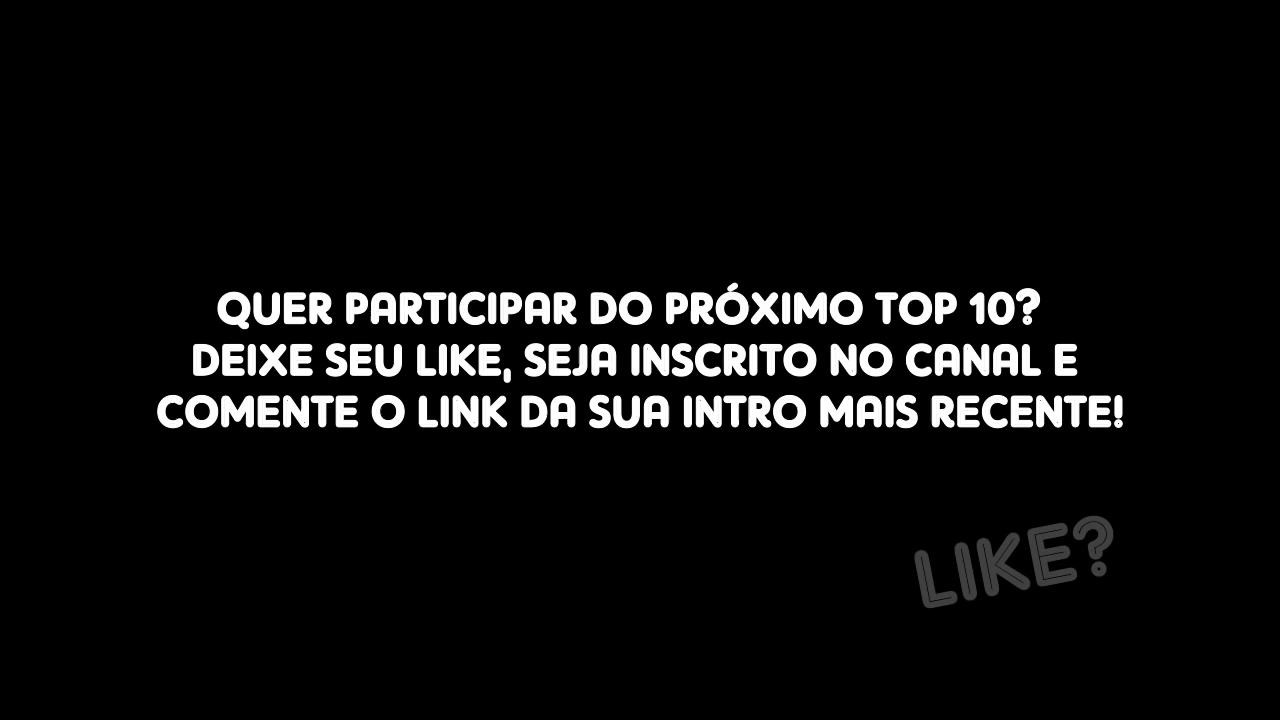 QUER PARTICIPAR DO PRÓXIMO TOP 10?
DEIXE SEU LIKE, SEJA INSCRITO NO CANAL E
COMENTE O LINK DA SUA INTRO MAIS RECENTE!
LIKE?